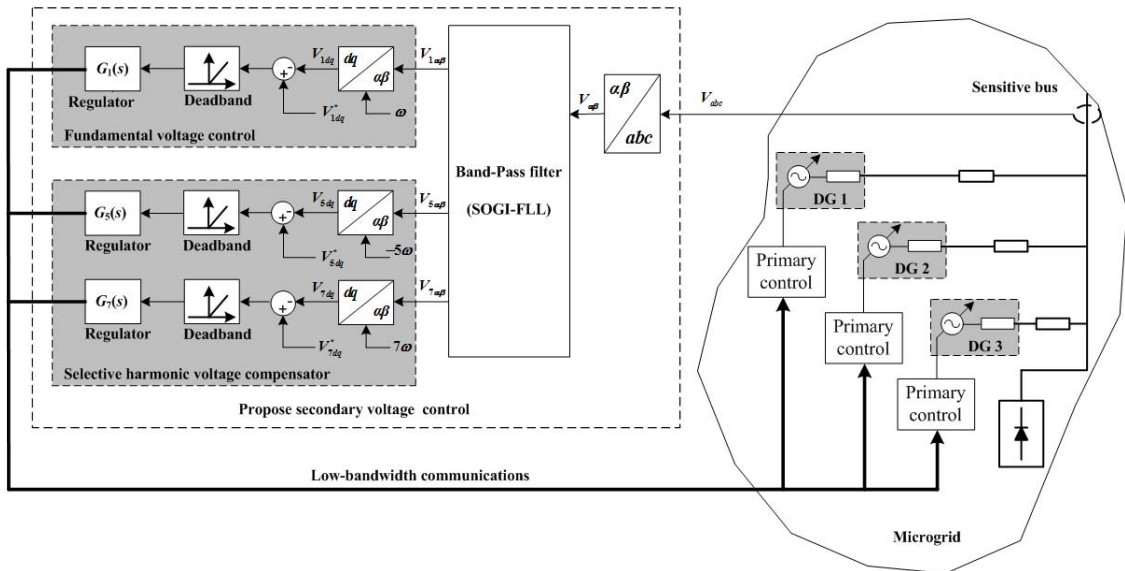 G1(s)
Regulator
Deadband
+
-
V1dq
V*1dq
dq
αβ
ω
V1αβ
Fundamental voltage control
G5(s)
Regulator
Deadband
+
-
V5dq
V*5dq
dq
αβ
−5ω
V5αβ
G7(s)
Regulator
Deadband
+
-
V7dq
V*7dq
dq
αβ
7ω
V7αβ
Selective harmonic voltage compensator
Band-Pass filter
(SOGI-FLL)
Vαβ
αβ
abc
Vabc
Propose secondary voltage control
Low-bandwidth communications
Sensitive bus
DG 1
Primary
control
DG 2
Primary
control
DG 3
Primary
control
Microgrid